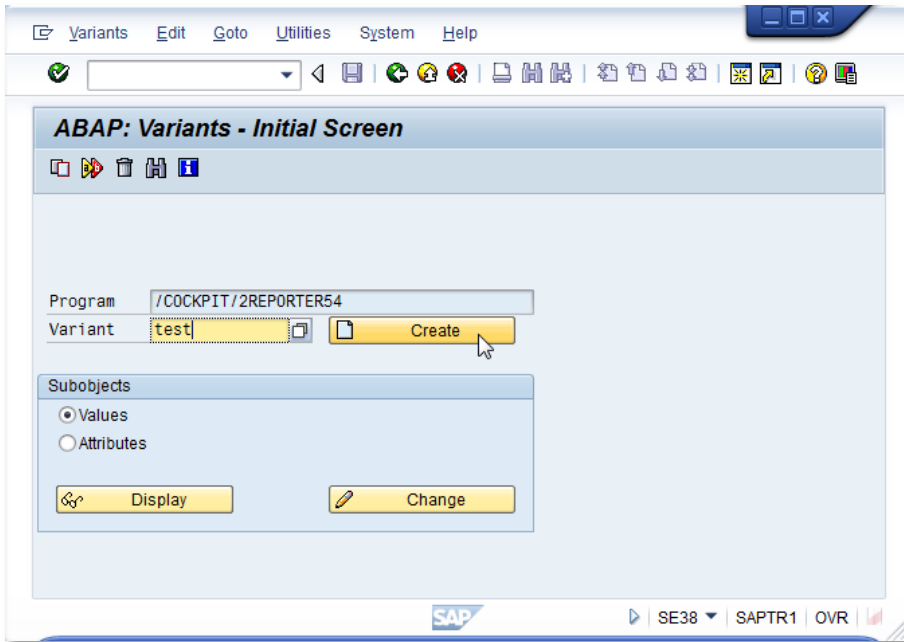 Variants Edit Goto Utilities System Help
ABAP: Variants - Initial Screen
Program /COCKPIT/2REPORTER54
Variant test Create
Subobjects
Values
Attributes
Display Change
SAP SE38 SAPTR1 OVR